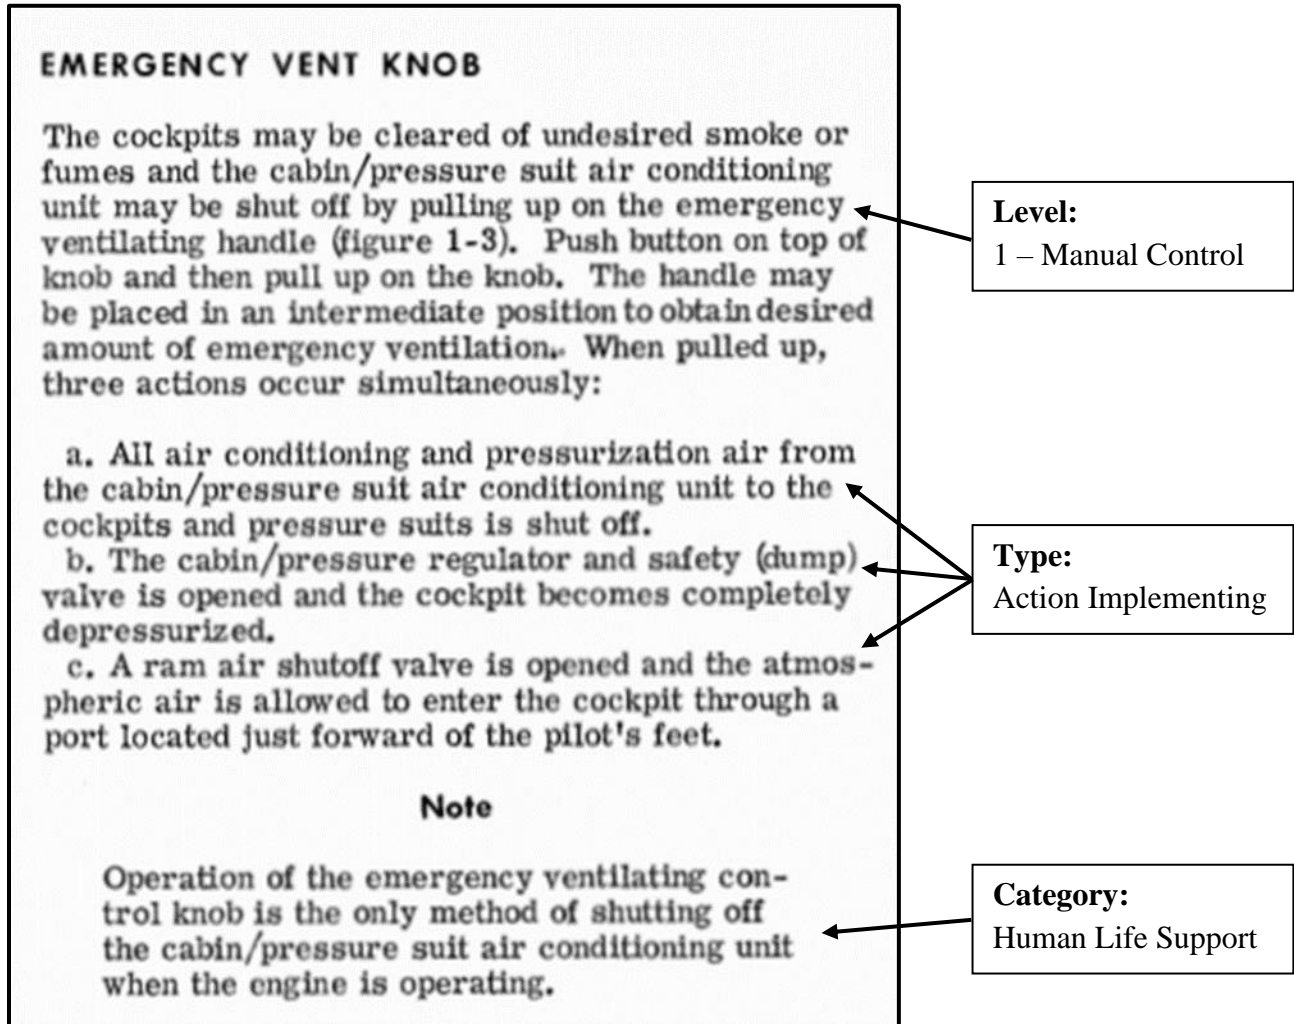 EMERGENCY VENT KNOB
The cockpits may be cleared of undesired smoke or
fumes and the cabin/pressure suit air conditioning
unit may be shut off by pulling up on the emergency
ventilating handle (figure 1-3). Push button on top of
knob and then pull up on the knob. The handle may
be placed in an intermediate position to obtain desired
amount of emergency ventilation. When pulled up,
three actions occur simultaneously:
a. All air conditioning and pressurization air from
the cabin/pressure suit air conditioning unit to the
cockpits and pressure suits is shut off.
b. The cabin/pressure regulator and safety (dump)
valve is opened and the cockpit becomes completely
depressurized.
c. A ram air shutoff valve is opened and the atmos-
pheric air is allowed to enter the cockpit through a
port located just forward of the pilot's feet.
Note
Operation of the emergency ventilating con-
trol knob is the only method of shutting off
the cabin/pressure suit air conditioning unit
when the engine is operating.
Level:
1 – Manual Control
Type:
Action Implementing
Category:
Human Life Support